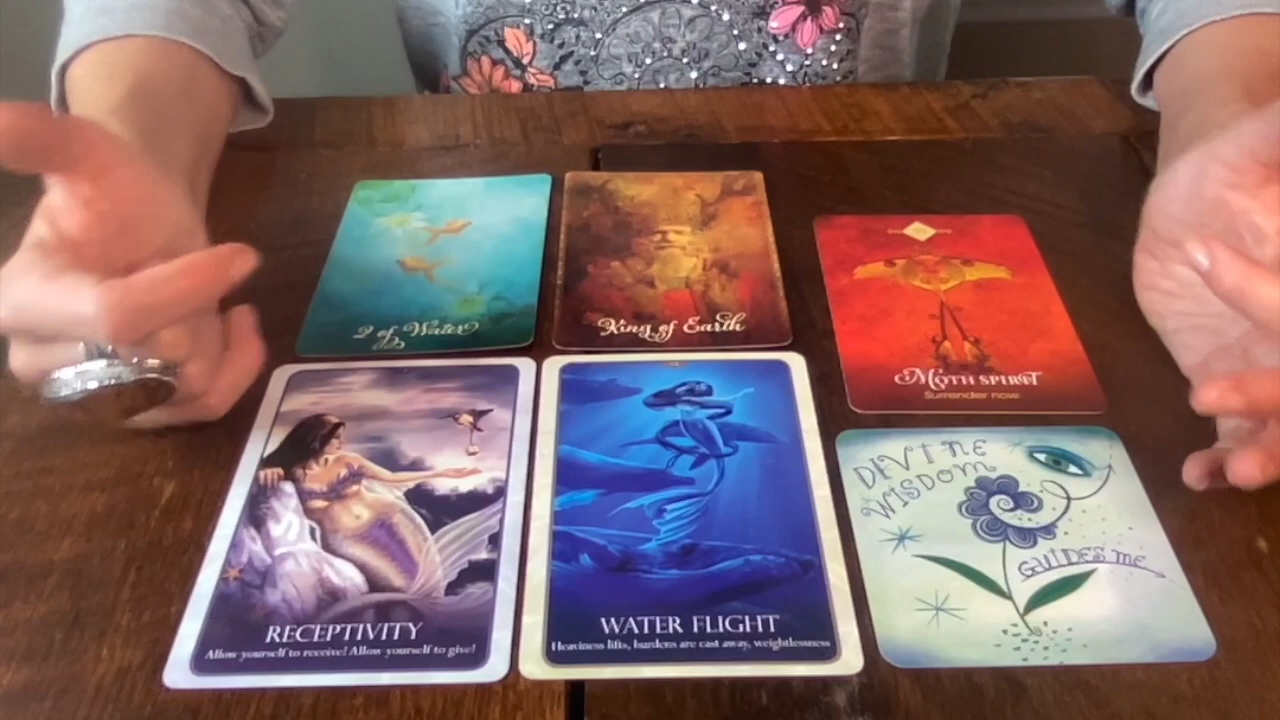 2 of Water
King of Earth
MOTH SPIRIT
Surrender now.
RECEPTIVITY
Allow yourself to receive! Allow yourself to give!
WATER FLIGHT
Heaviness lifts, burdens are cast away, weightlessness
DIVINE
WISDOM
GUIDES ME